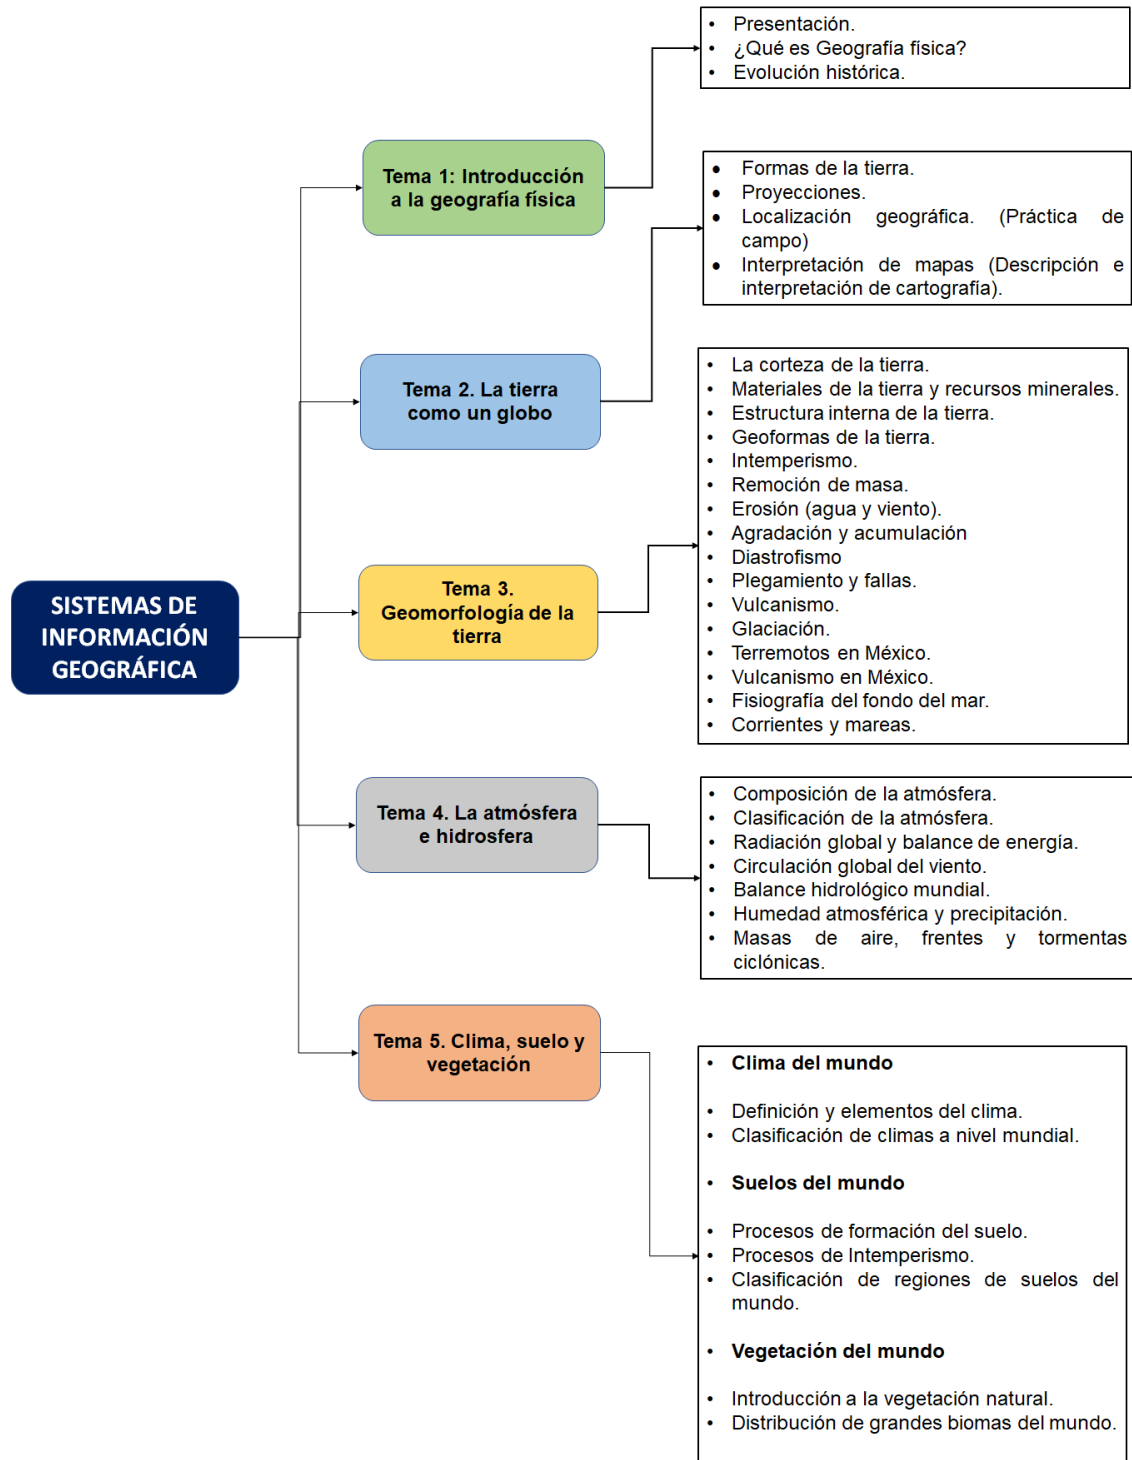 • Presentación.
• ¿Qué es Geografía física?
• Evolución histórica.
Tema 1: Introducción
a la geografía física
• Formas de la tierra.
• Proyecciones.
• Localización geográfica. (Práctica de
campo)
• Interpretación de mapas (Descripción e
interpretación de cartografía).
Tema 2. La tierra
como un globo
• La corteza de la tierra.
• Materiales de la tierra y recursos minerales.
• Estructura interna de la tierra.
• Geoformas de la tierra.
• Intemperismo.
• Remoción de masa.
• Erosión (agua y viento).
• Agradación y acumulación
• Diastrofismo
• Plegamiento y fallas.
• Vulcanismo.
• Glaciación.
• Terremotos en México.
• Vulcanismo en México.
• Fisiografía del fondo del mar.
• Corrientes y mareas.
Tema 3.
Geomorfología de la
tierra
SISTEMAS DE
INFORMACIÓN
GEOGRÁFICA
Tema 4. La atmósfera
e hidrosfera
• Composición de la atmósfera.
• Clasificación de la atmósfera.
• Radiación global y balance de energía.
• Circulación global del viento.
• Balance hidrológico mundial.
• Humedad atmosférica y precipitación.
• Masas de aire, frentes y tormentas
ciclónicas.
Tema 5. Clima, suelo y
vegetación
• Clima del mundo
• Definición y elementos del clima.
• Clasificación de climas a nivel mundial.
• Suelos del mundo
• Procesos de formación del suelo.
• Procesos de Intemperismo.
• Clasificación de regiones de suelos del
mundo.
• Vegetación del mundo
• Introducción a la vegetación natural.
• Distribución de grandes biomas del mundo.